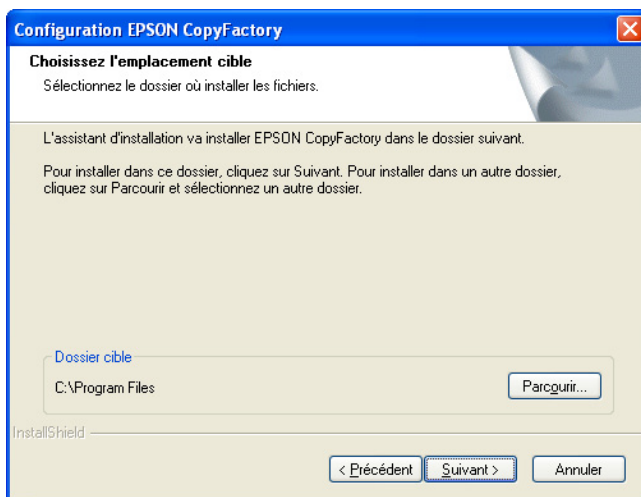 Configuration EPSON CopyFactory
Choisissez l'emplacement cible
Sélectionnez le dossier où installer les fichiers.
L'assistant d'installation va installer EPSON CopyFactory dans le dossier suivant.
Pour installer dans ce dossier, cliquez sur Suivant. Pour installer dans un autre dossier,
cliquez sur Parcourir et sélectionnez un autre dossier.
Dossier cible
C:\Program Files
Parcourir...
InstallShield
< Précédent
Suivant >
Annuler